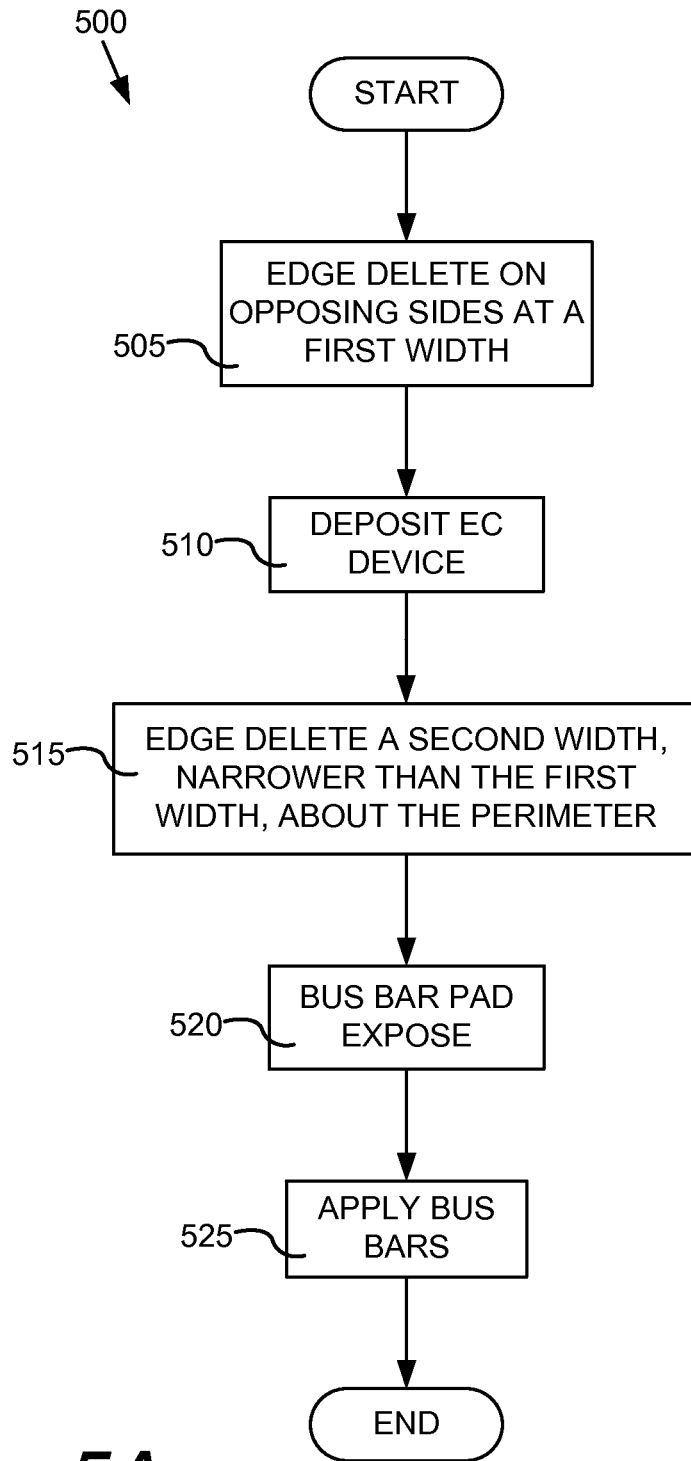 500
START
EDGE DELETE ON
OPPOSING SIDES AT A
FIRST WIDTH
505
DEPOSIT EC
DEVICE
510
EDGE DELETE A SECOND WIDTH,
NARROWER THAN THE FIRST
WIDTH, ABOUT THE PERIMETER
515
BUS BAR PAD
EXPOSE
520
APPLY BUS
BARS
525
END